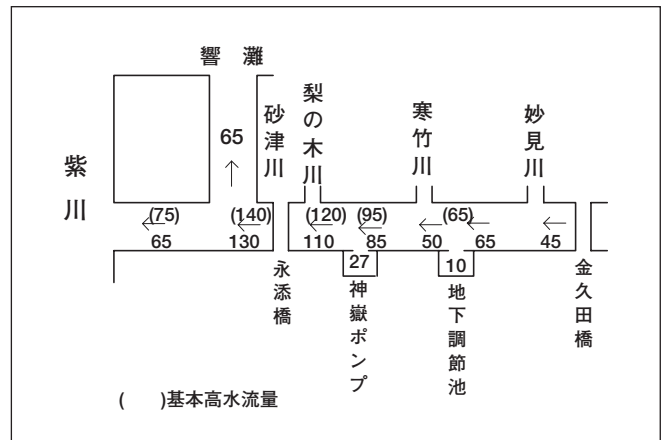 響 灘
紫川
65
砂津川
梨の木川
寒竹川
妙見川
(75)
(140)
(120)
(95)
(65)
65
130
110
85
50
65
45
27
10
永添橋
神嶽ポンプ
地下調節池
金久田橋
( )基本高水流量